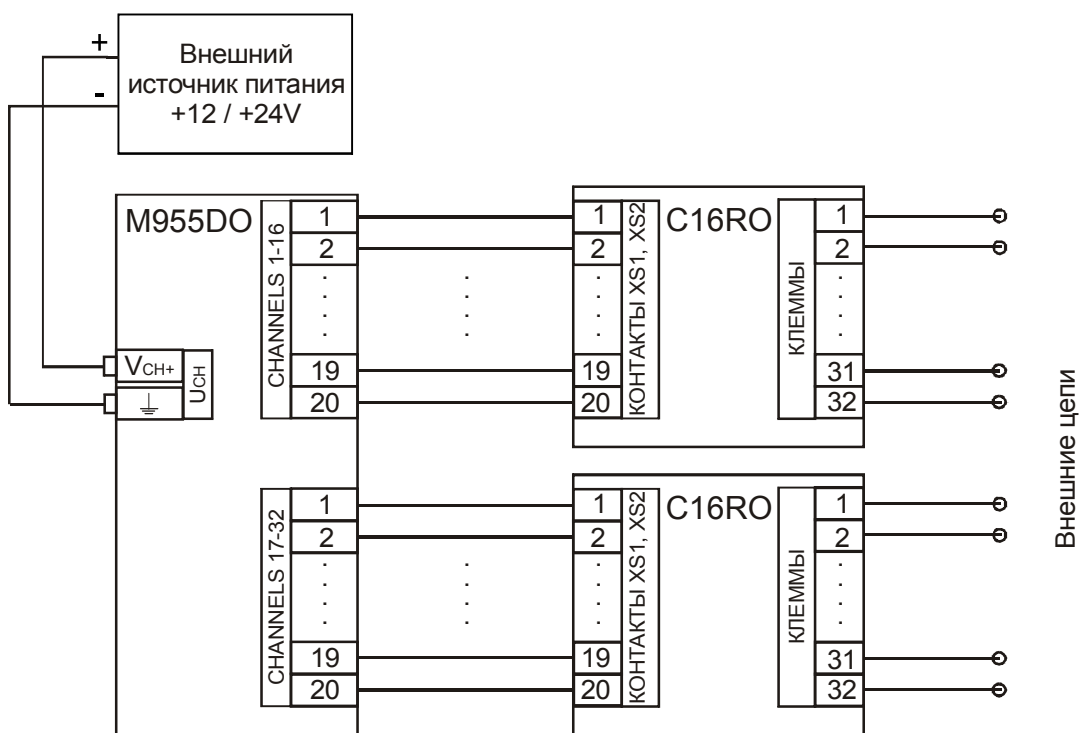 +
-
Внешний
источник питания
+12 / +24V
M955DO
CHANNELS 1-16
1
2
19
20
VCH+
UCH
1
2
19
20
КОНТАКТЫ XS1, XS2
C16RO
КЛЕММЫ
1
2
31
32
CHANNELS 17-32
1
2
19
20
1
2
19
20
КОНТАКТЫ XS1, XS2
C16RO
КЛЕММЫ
1
2
31
32
Внешние цепи